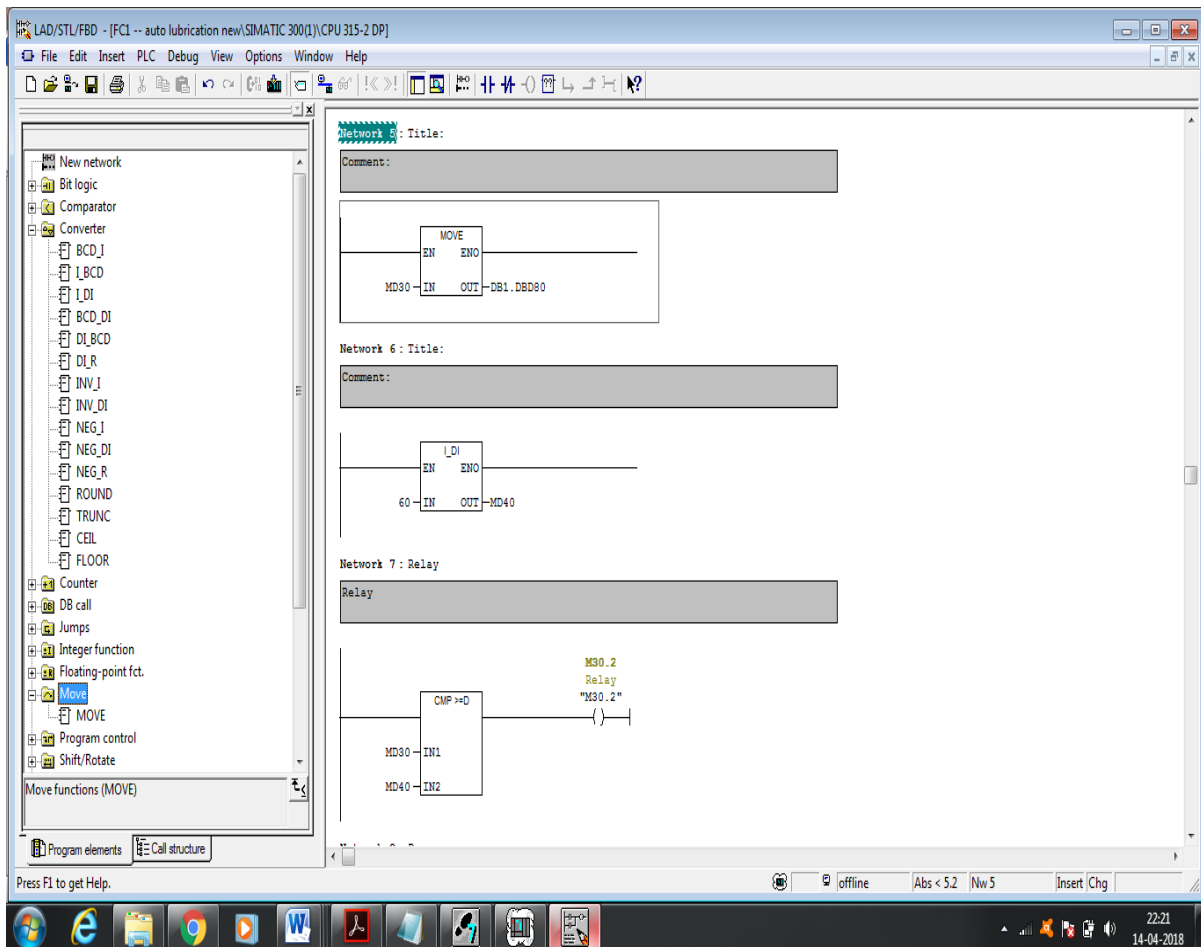 LAD/STL/FBD - [FC1 -- auto lubrication new\SIMATIC 300(1)\CPU 315-2 DP]
File Edit Insert PLC Debug View Options Window Help
New network
Bit logic
Comparator
Converter
BCD_I
I_BCD
I_DI
BCD_DI
DI_BCD
DI_R
INV_I
INV_DI
NEG_I
NEG_DI
NEG_R
ROUND
TRUNC
CEIL
FLOOR
Counter
DB call
Jumps
Integer function
Floating-point fct.
Move
MOVE
Program control
Shift/Rotate
Move functions (MOVE)
Program elements Call structure
Network 5 : Title:
Comment:
MOVE
EN ENO
MD30 IN OUT DB1.DBD80
Network 6 : Title:
Comment:
I_DI
EN ENO
60 IN OUT MD40
Network 7 : Relay
Relay
M30.2
Relay
"M30.2"
CMP >=D
MD30 IN1
MD40 IN2
Press F1 to get Help.
offline Abs < 5.2 Nw 5 Insert Chg
22:21
14-04-2018